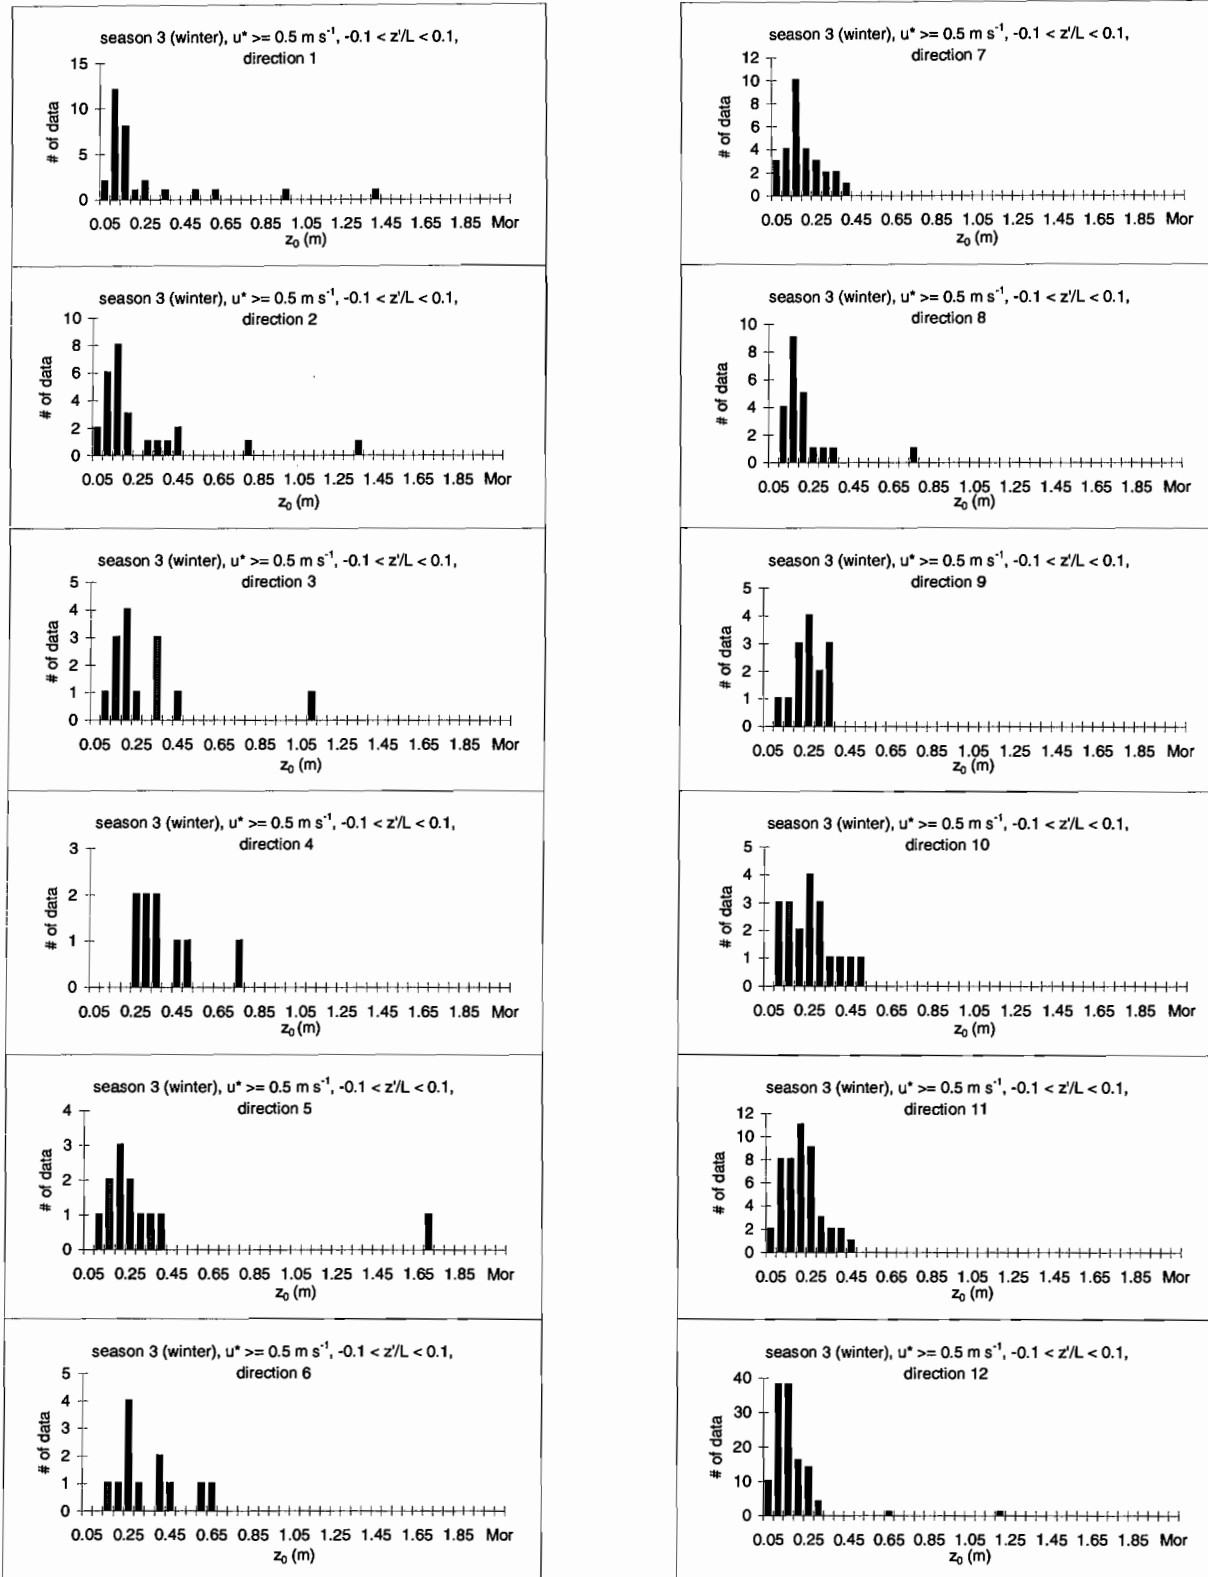 season 3 (winter), u* >= 0.5 m s⁻¹, -0.1 < z'/L < 0.1,
direction 1
15
10
5
0
# of data
0.05 0.25 0.45 0.65 0.85 1.05 1.25 1.45 1.65 1.85 Mor
z₀ (m)
season 3 (winter), u* >= 0.5 m s⁻¹, -0.1 < z'/L < 0.1,
direction 2
10
8
6
4
2
0
# of data
0.05 0.25 0.45 0.65 0.85 1.05 1.25 1.45 1.65 1.85 Mor
z₀ (m)
season 3 (winter), u* >= 0.5 m s⁻¹, -0.1 < z'/L < 0.1,
direction 3
5
4
3
2
1
0
# of data
0.05 0.25 0.45 0.65 0.85 1.05 1.25 1.45 1.65 1.85 Mor
z₀ (m)
season 3 (winter), u* >= 0.5 m s⁻¹, -0.1 < z'/L < 0.1,
direction 4
3
2
1
0
# of data
0.05 0.25 0.45 0.65 0.85 1.05 1.25 1.45 1.65 1.85 Mor
z₀ (m)
season 3 (winter), u* >= 0.5 m s⁻¹, -0.1 < z'/L < 0.1,
direction 5
4
3
2
1
0
# of data
0.05 0.25 0.45 0.65 0.85 1.05 1.25 1.45 1.65 1.85 Mor
z₀ (m)
season 3 (winter), u* >= 0.5 m s⁻¹, -0.1 < z'/L < 0.1,
direction 6
5
4
3
2
1
0
# of data
0.05 0.25 0.45 0.65 0.85 1.05 1.25 1.45 1.65 1.85 Mor
z₀ (m)
season 3 (winter), u* >= 0.5 m s⁻¹, -0.1 < z'/L < 0.1,
direction 7
12
10
8
6
4
2
0
# of data
0.05 0.25 0.45 0.65 0.85 1.05 1.25 1.45 1.65 1.85 Mor
z₀ (m)
season 3 (winter), u* >= 0.5 m s⁻¹, -0.1 < z'/L < 0.1,
direction 8
10
8
6
4
2
0
# of data
0.05 0.25 0.45 0.65 0.85 1.05 1.25 1.45 1.65 1.85 Mor
z₀ (m)
season 3 (winter), u* >= 0.5 m s⁻¹, -0.1 < z'/L < 0.1,
direction 9
5
4
3
2
1
0
# of data
0.05 0.25 0.45 0.65 0.85 1.05 1.25 1.45 1.65 1.85 Mor
z₀ (m)
season 3 (winter), u* >= 0.5 m s⁻¹, -0.1 < z'/L < 0.1,
direction 10
5
4
3
2
1
0
# of data
0.05 0.25 0.45 0.65 0.85 1.05 1.25 1.45 1.65 1.85 Mor
z₀ (m)
season 3 (winter), u* >= 0.5 m s⁻¹, -0.1 < z'/L < 0.1,
direction 11
12
10
8
6
4
2
0
# of data
0.05 0.25 0.45 0.65 0.85 1.05 1.25 1.45 1.65 1.85 Mor
z₀ (m)
season 3 (winter), u* >= 0.5 m s⁻¹, -0.1 < z'/L < 0.1,
direction 12
40
30
20
10
0
# of data
0.05 0.25 0.45 0.65 0.85 1.05 1.25 1.45 1.65 1.85 Mor
z₀ (m)